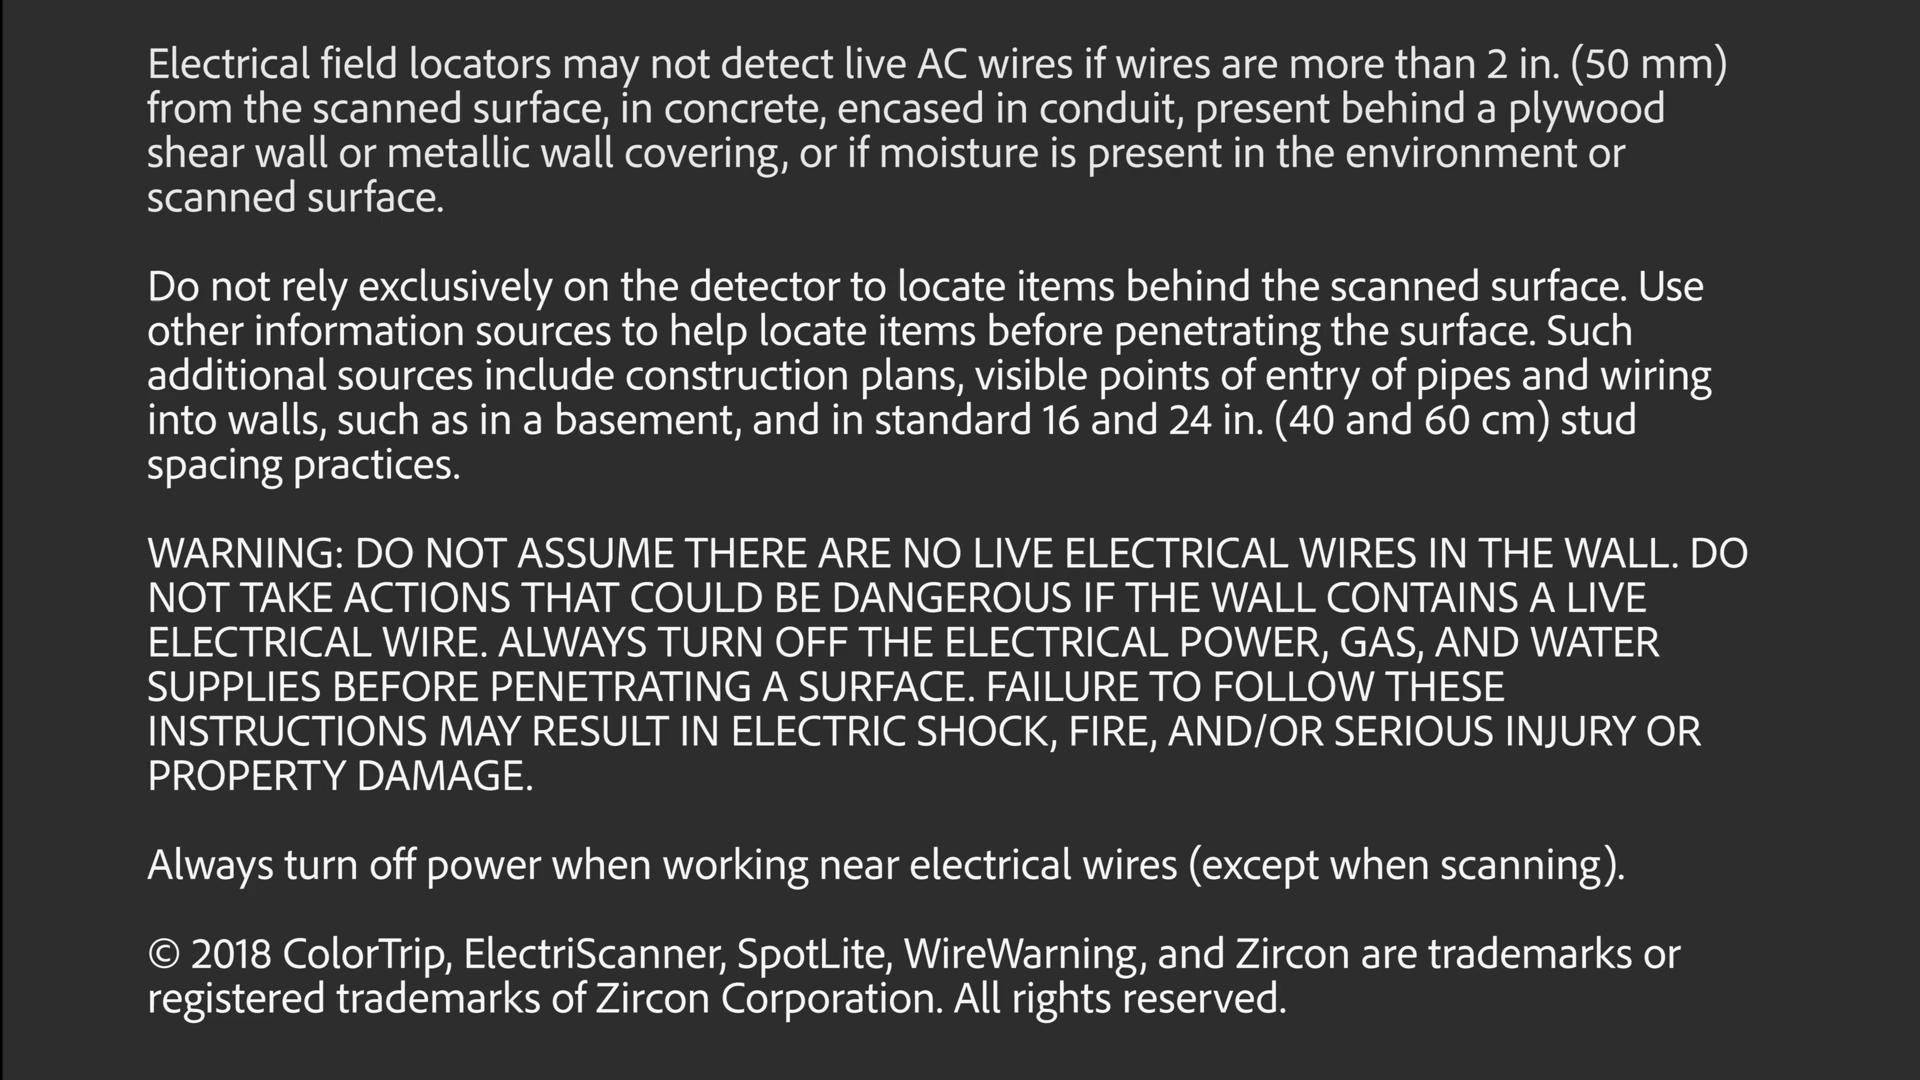 Electrical field locators may not detect live AC wires if wires are more than 2 in. (50 mm)
from the scanned surface, in concrete, encased in conduit, present behind a plywood
shear wall or metallic wall covering, or if moisture is present in the environment or
scanned surface.
Do not rely exclusively on the detector to locate items behind the scanned surface. Use
other information sources to help locate items before penetrating the surface. Such
additional sources include construction plans, visible points of entry of pipes and wiring
into walls, such as in a basement, and in standard 16 and 24 in. (40 and 60 cm) stud
spacing practices.
WARNING: DO NOT ASSUME THERE ARE NO LIVE ELECTRICAL WIRES IN THE WALL. DO
NOT TAKE ACTIONS THAT COULD BE DANGEROUS IF THE WALL CONTAINS A LIVE
ELECTRICAL WIRE. ALWAYS TURN OFF THE ELECTRICAL POWER, GAS, AND WATER
SUPPLIES BEFORE PENETRATING A SURFACE. FAILURE TO FOLLOW THESE
INSTRUCTIONS MAY RESULT IN ELECTRIC SHOCK, FIRE, AND/OR SERIOUS INJURY OR
PROPERTY DAMAGE.
Always turn off power when working near electrical wires (except when scanning).
© 2018 ColorTrip, ElectriScanner, SpotLite, WireWarning, and Zircon are trademarks or
registered trademarks of Zircon Corporation. All rights reserved.